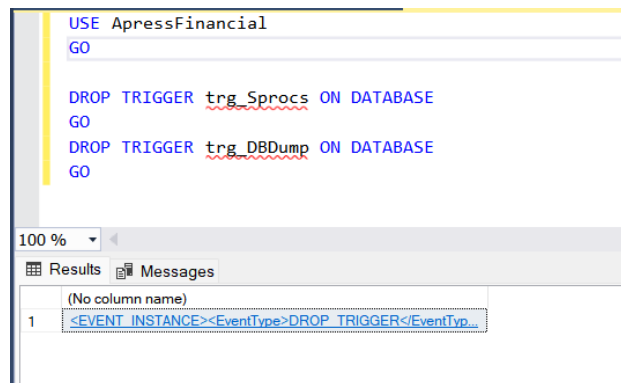 USE ApressFinancial
GO
DROP TRIGGER trg_Sprocs ON DATABASE
GO
DROP TRIGGER trg_DBDump ON DATABASE
GO
100 %
Results Messages
(No column name)
1 <EVENT_INSTANCE><EventType>DROP_TRIGGER</EventTyp...